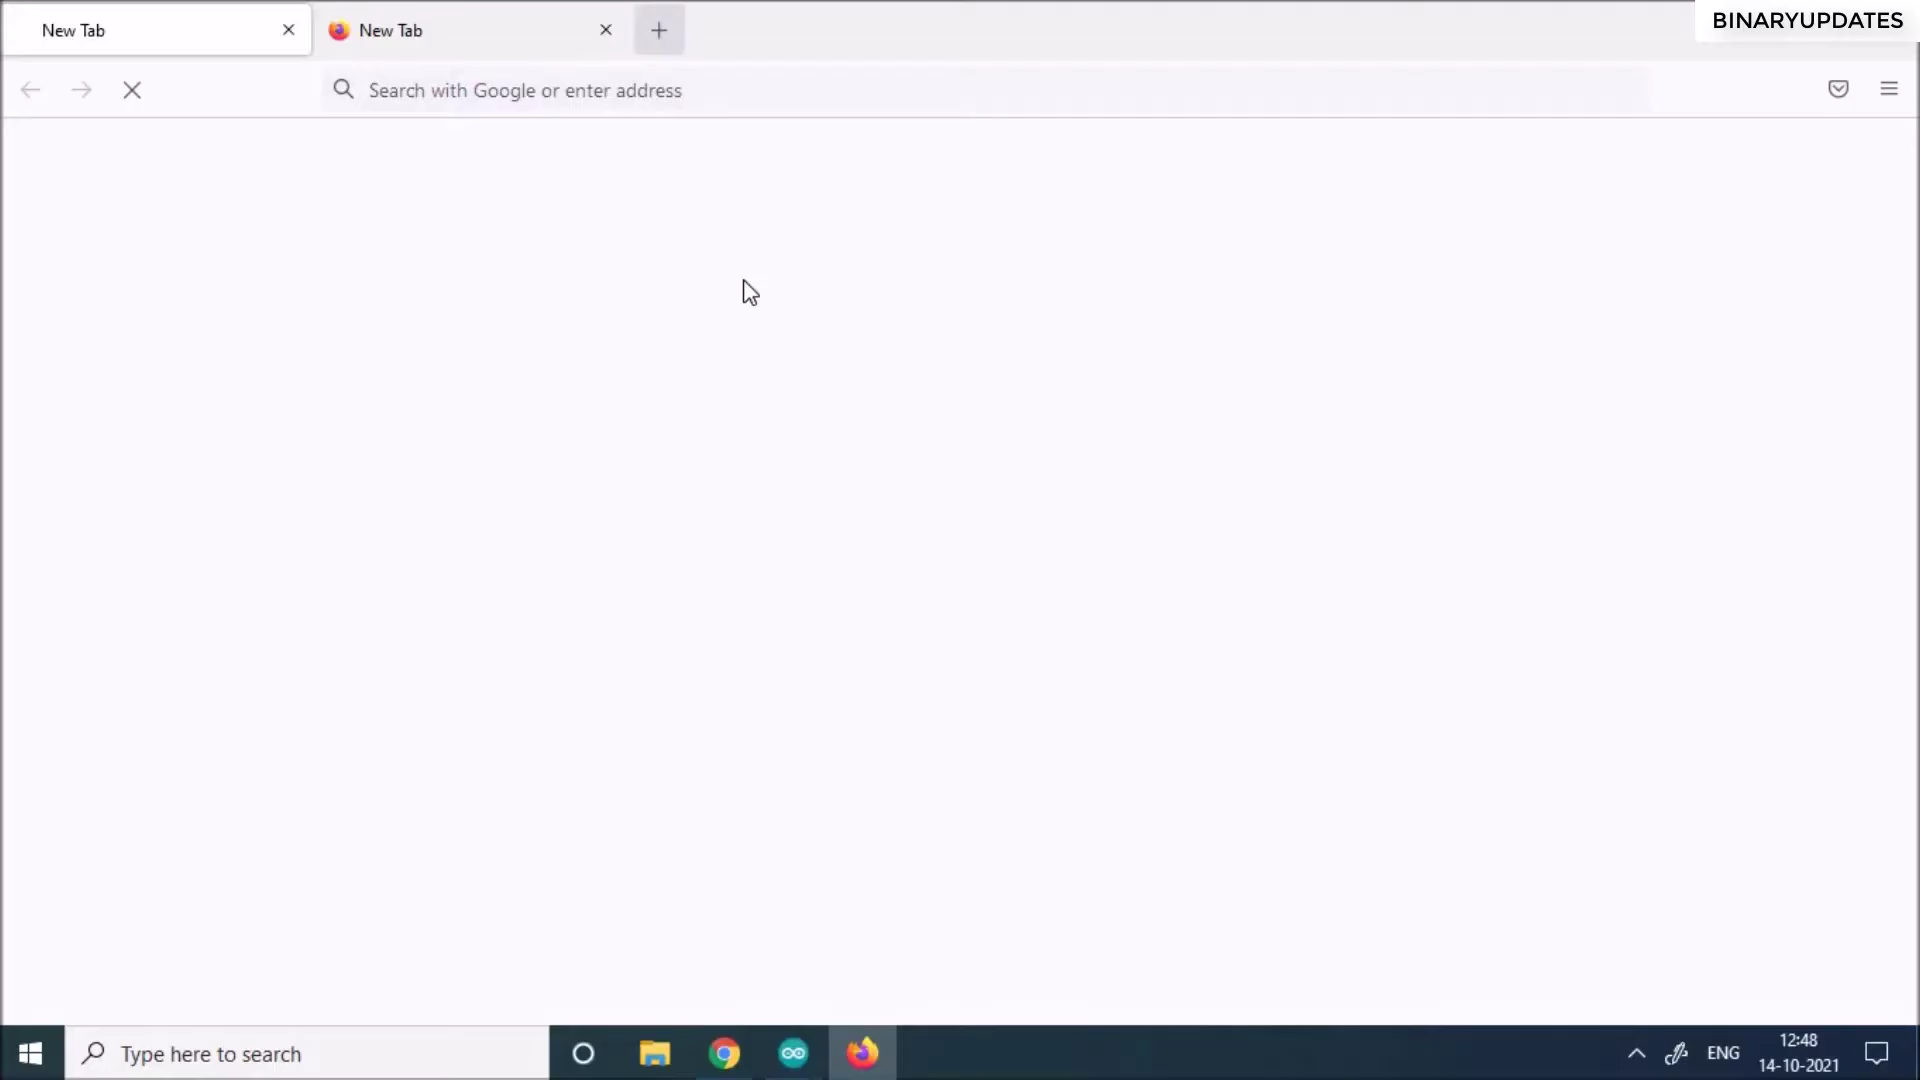 New Tab
New Tab
BINARYUPDATES
Search with Google or enter address
Type here to search
ENG
12:48
14-10-2021